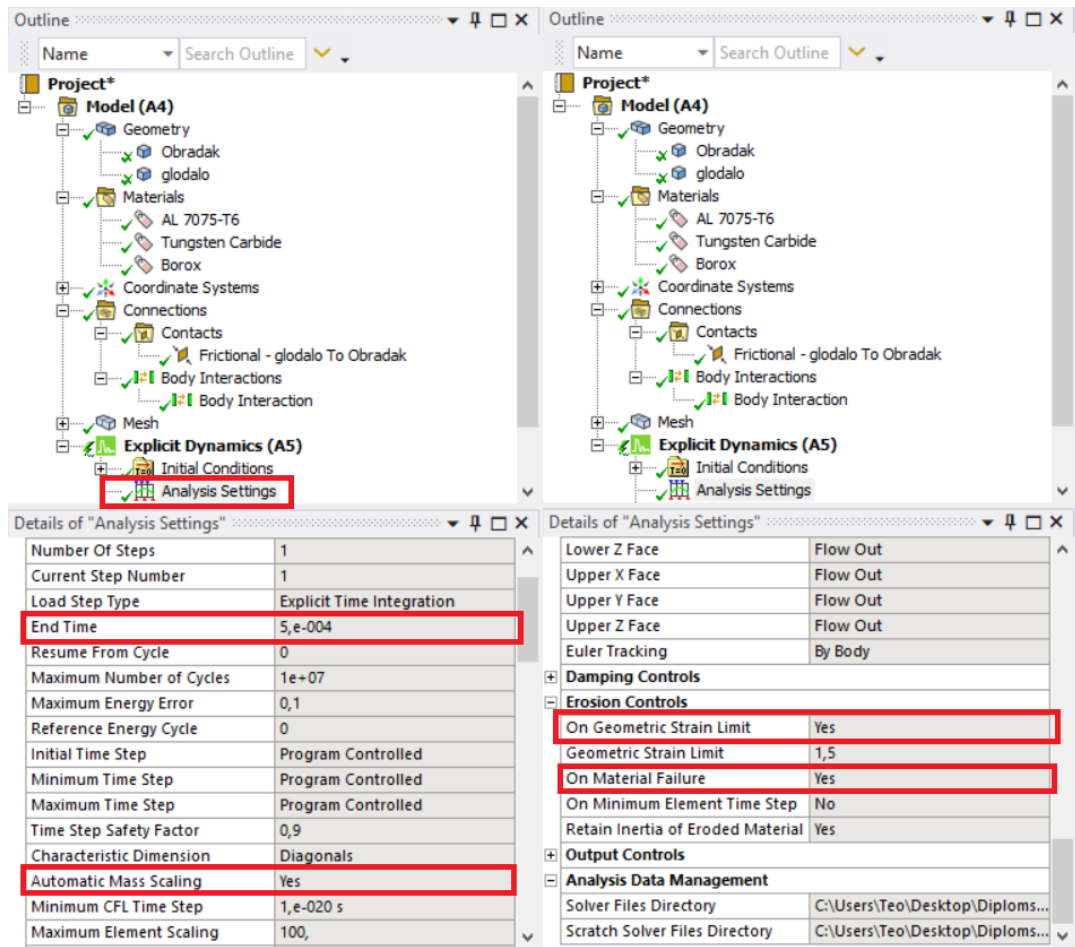 Outline
Name Search Outline
Project*
Model (A4)
Geometry
Obradak
glodalo
Materials
AL 7075-T6
Tungsten Carbide
Borox
Coordinate Systems
Connections
Contacts
Frictional - glodalo To Obradak
Body Interactions
Body Interaction
Mesh
Explicit Dynamics (A5)
T=0 Initial Conditions
Analysis Settings
Details of "Analysis Settings"
Number Of Steps 1
Current Step Number 1
Load Step Type Explicit Time Integration
End Time 5,e-004
Resume From Cycle 0
Maximum Number of Cycles 1e+07
Maximum Energy Error 0,1
Reference Energy Cycle 0
Initial Time Step Program Controlled
Minimum Time Step Program Controlled
Maximum Time Step Program Controlled
Time Step Safety Factor 0,9
Characteristic Dimension Diagonals
Automatic Mass Scaling Yes
Minimum CFL Time Step 1,e-020 s
Maximum Element Scaling 100,
Outline
Name Search Outline
Project*
Model (A4)
Geometry
Obradak
glodalo
Materials
AL 7075-T6
Tungsten Carbide
Borox
Coordinate Systems
Connections
Contacts
Frictional - glodalo To Obradak
Body Interactions
Body Interaction
Mesh
Explicit Dynamics (A5)
T=0 Initial Conditions
Analysis Settings
Details of "Analysis Settings"
Lower Z Face Flow Out
Upper X Face Flow Out
Upper Y Face Flow Out
Upper Z Face Flow Out
Euler Tracking By Body
Damping Controls
Erosion Controls
On Geometric Strain Limit Yes
Geometric Strain Limit 1,5
On Material Failure Yes
On Minimum Element Time Step No
Retain Inertia of Eroded Material Yes
Output Controls
Analysis Data Management
Solver Files Directory C:\Users\Teo\Desktop\Diploms...
Scratch Solver Files Directory C:\Users\Teo\Desktop\Diploms...